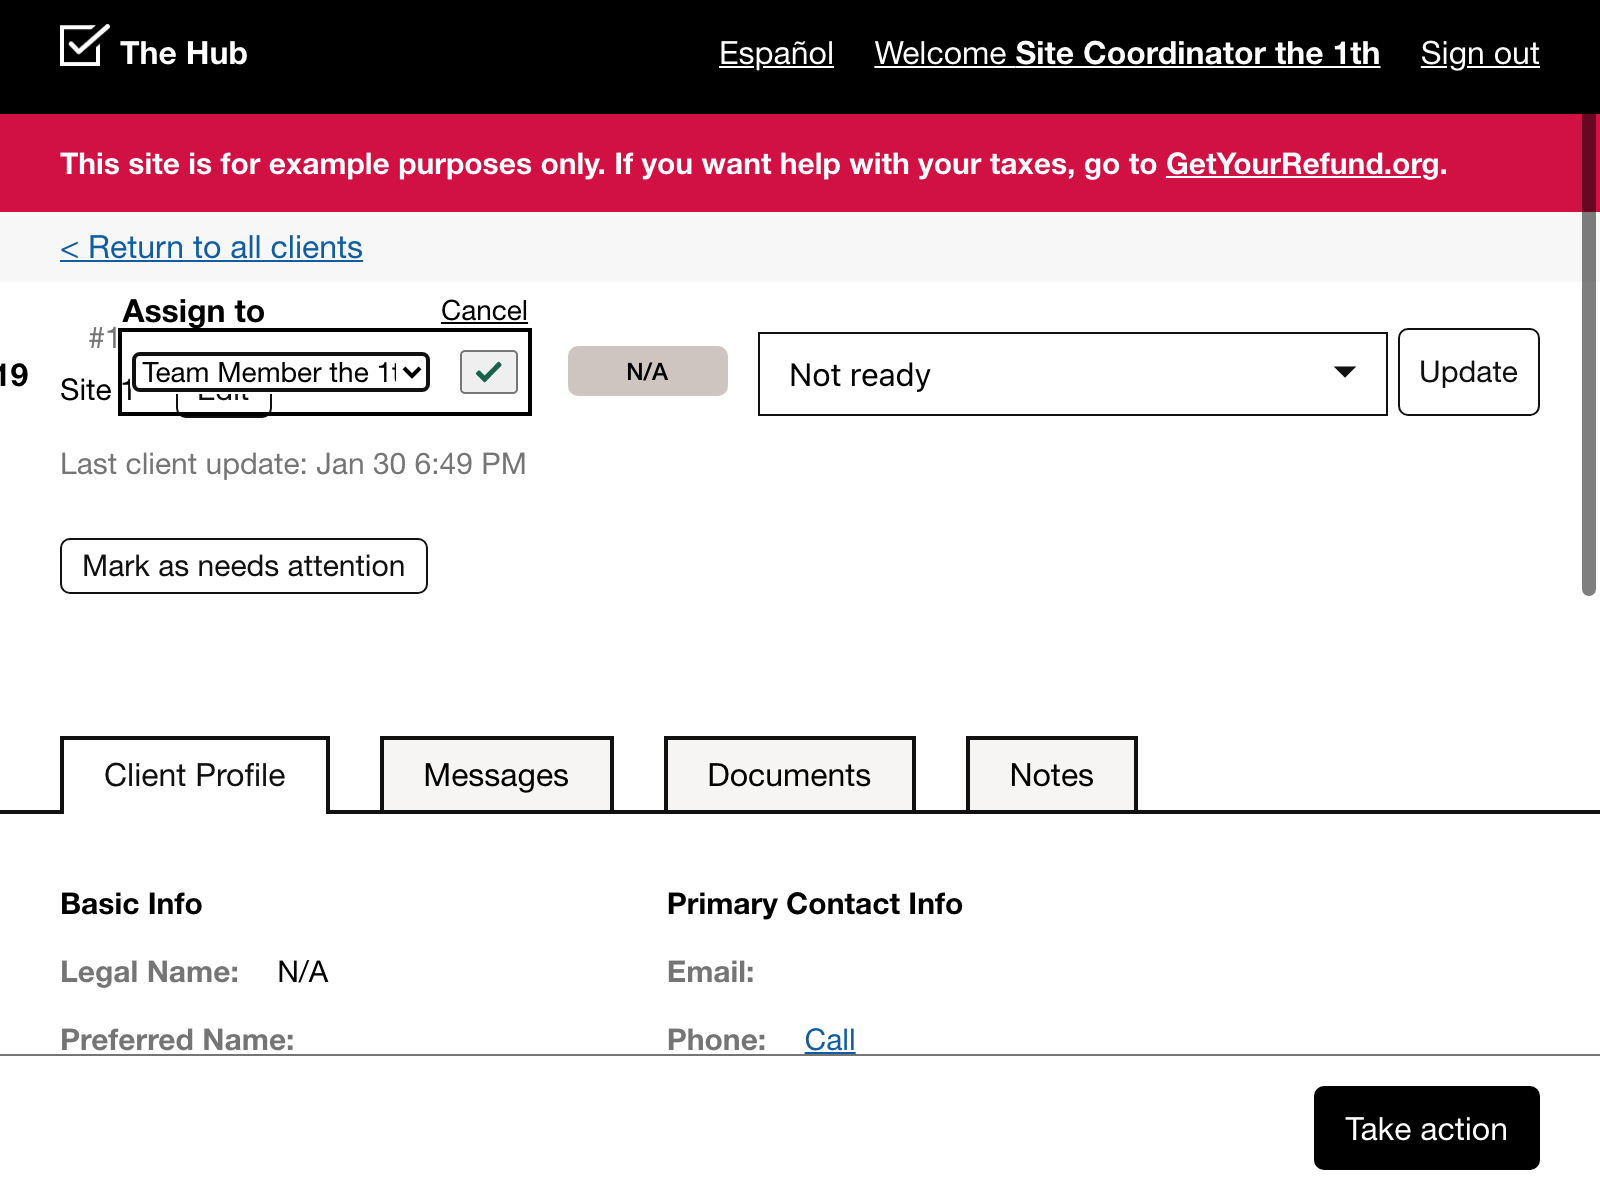 The Hub
Español Welcome Site Coordinator the 1th Sign out
This site is for example purposes only. If you want help with your taxes, go to GetYourRefund.org.
< Return to all clients
Assign to Cancel
#1
19 Team Member the 1t N/A Not ready Update
Site 1 Edit
Last client update: Jan 30 6:49 PM
Mark as needs attention
Client Profile Messages Documents Notes
Basic Info Primary Contact Info
Legal Name: N/A Email:
Preferred Name: Phone: Call
Take action